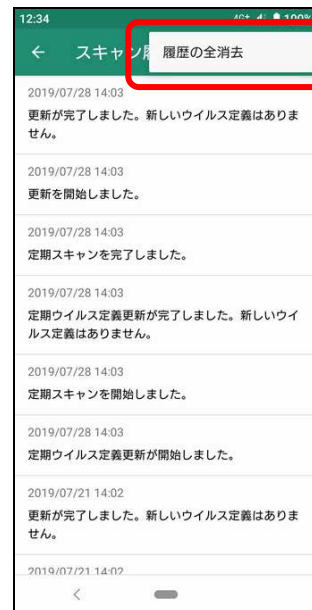 12:34 4G+ 100%
スキャン履
履歴の全消去
2019/07/28 14:03
更新が完了しました。新しいウイルス定義はありま
せん。
2019/07/28 14:03
更新を開始しました。
2019/07/28 14:03
定期スキャンを完了しました。
2019/07/28 14:03
定期ウイルス定義更新が完了しました。新しいウイ
ルス定義はありません。
2019/07/28 14:03
定期スキャンを開始しました。
2019/07/28 14:03
定期ウイルス定義更新が開始しました。
2019/07/21 14:02
更新が完了しました。新しいウイルス定義はありま
せん。
2019/07/21 14:02